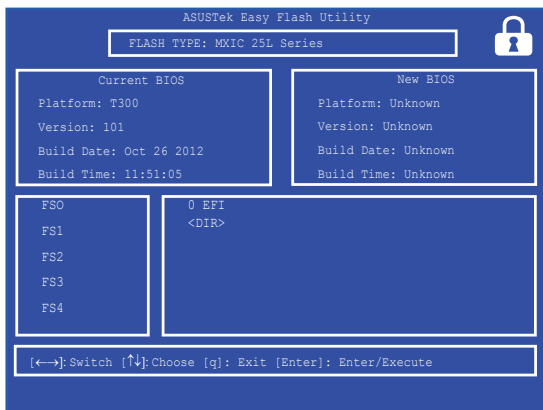 ASUSTek Easy Flash Utility
FLASH TYPE: MXIC 25L Series
Current BIOS
Platform: T300
Version: 101
Build Date: Oct 26 2012
Build Time: 11:51:05
New BIOS
Platform: Unknown
Version: Unknown
Build Date: Unknown
Build Time: Unknown
FSO
FS1
FS2
FS3
FS4
0 EFI
<DIR>
[←→]: Switch [↑↓]: Choose [q]: Exit [Enter]: Enter/Execute